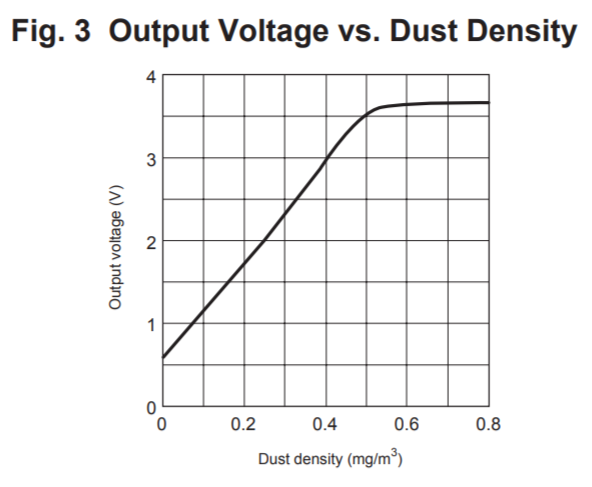 Fig. 3 Output Voltage vs. Dust Density
4
3
2
1
0
Output voltage (V)
0 0.2 0.4 0.6 0.8
Dust density (mg/m³)